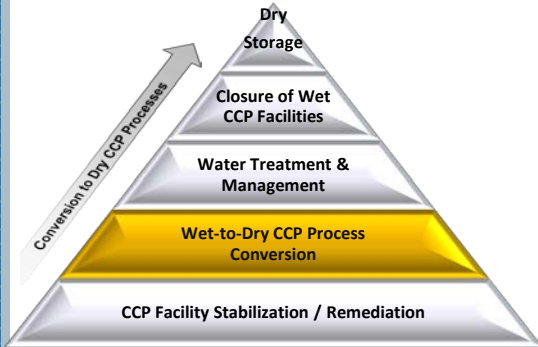 Dry
Storage
Closure of Wet
CCP Facilities
Conversion to Dry CCP Processes
Water Treatment &
Management
Wet-to-Dry CCP Process
Conversion
CCP Facility Stabilization / Remediation